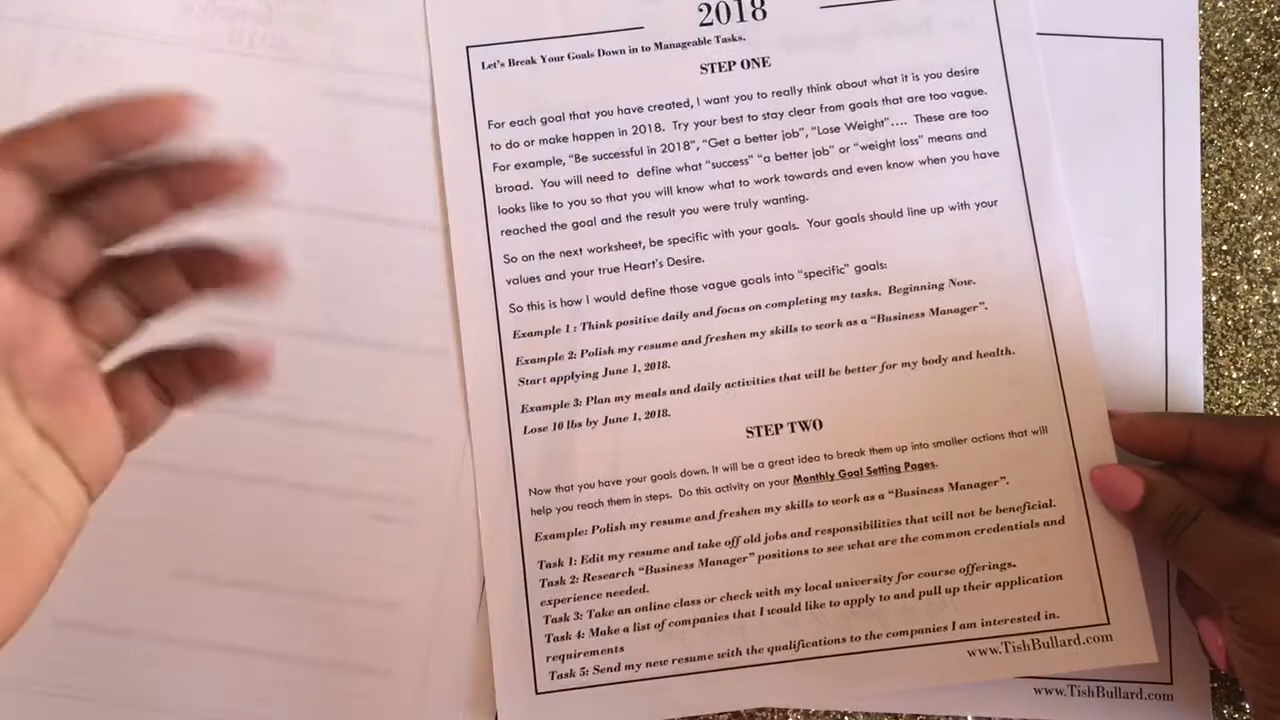 2018
Let's Break Your Goals Down in to Manageable Tasks.
STEP ONE
For each goal that you have created, I want you to really think about what it is you desire
to do or make happen in 2018. Try your best to stay clear from goals that are too vague.
For example, "Be successful in 2018", "Get a better job", "Lose Weight".... These are too
broad. You will need to define what "success" "a better job" or "weight loss" means and
looks like to you so that you will know what to work towards and even know when you have
reached the goal and the result you were truly wanting.
So on the next worksheet, be specific with your goals. Your goals should line up with your
values and your true Heart's Desire.
So this is how I would define those vague goals into "specific" goals:
Example 1 : Think positive daily and focus on completing my tasks. Beginning Now.
Example 2: Polish my resume and freshen my skills to work as a "Business Manager".
Start applying June 1, 2018.
Example 3: Plan my meals and daily activities that will be better for my body and health.
Lose 10 lbs by June 1, 2018.
STEP TWO
Now that you have your goals down. It will be a great idea to break them up into smaller actions that will
help you reach them in steps. Do this activity on your Monthly Goal Setting Pages.
Example: Polish my resume and freshen my skills to work as a "Business Manager".
Task 1: Edit my resume and take off old jobs and responsibilities that will not be beneficial.
Task 2: Research "Business Manager" positions to see what are the common credentials and
experience needed.
Task 3: Take an online class or check with my local university for course offerings.
Task 4: Make a list of companies that I would like to apply to and pull up their application
requirements
Task 5: Send my new resume with the qualifications to the companies I am interested in.
www.TishBullard.com
www.TishBullard.com